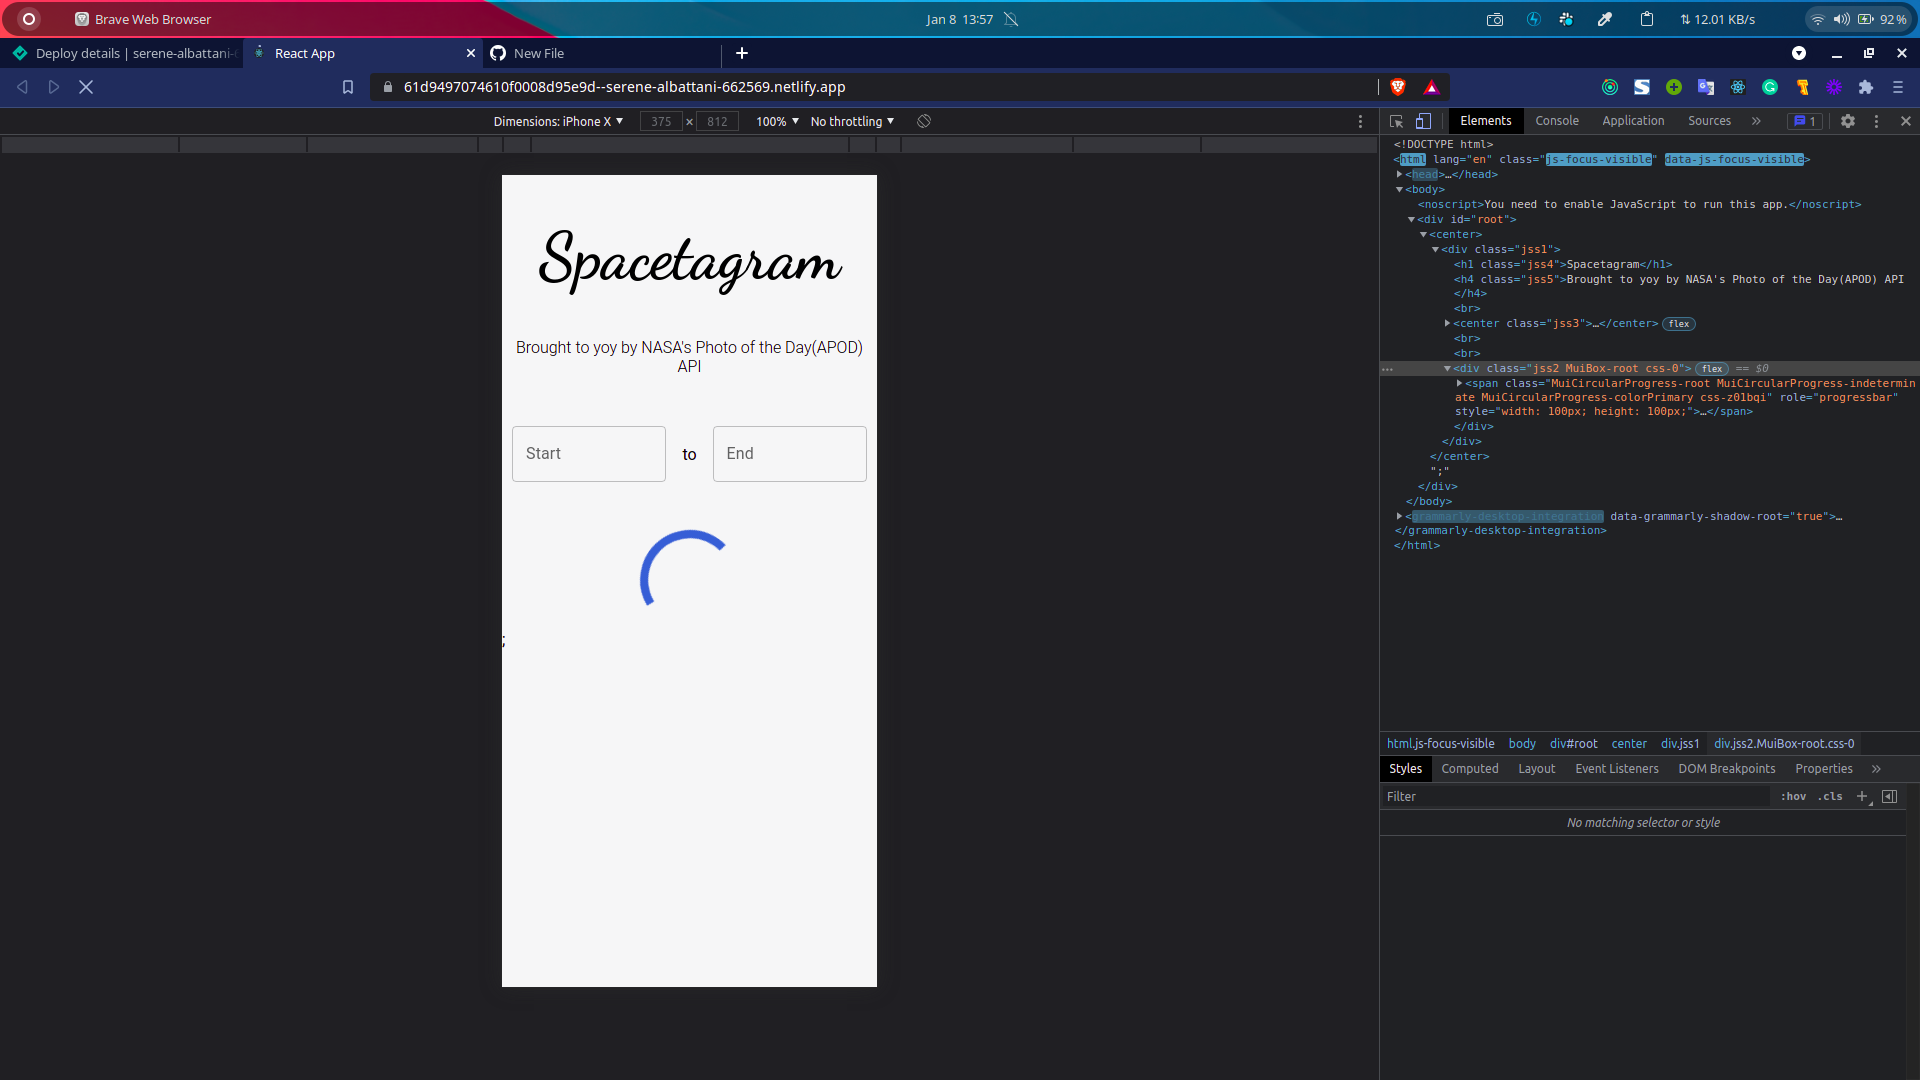 Brave Web Browser
Jan 8 13:57
12.01 KB/s
92 %
Deploy details | serene-albattani-
React App
New File
61d9497074610f0008d95e9d--serene-albattani-662569.netlify.app
Dimensions: iPhone X
375 × 812
100%
No throttling
Elements
Console
Application
Sources
1
Spacetagram
Brought to yoy by NASA's Photo of the Day(APOD)
API
Start
to
End
;
<!DOCTYPE html>
<html lang="en" class="js-focus-visible" data-js-focus-visible>
<head>…</head>
<body>
<noscript>You need to enable JavaScript to run this app.</noscript>
<div id="root">
<center>
<div class="jss1">
<h1 class="jss4">Spacetagram</h1>
<h4 class="jss5">Brought to yoy by NASA's Photo of the Day(APOD) API
</h4>
<br>
<center class="jss3">…</center> flex
<br>
<br>
<div class="jss2 MuiBox-root css-0"> flex == $0
<span class="MuiCircularProgress-root MuiCircularProgress-indetermin
ate MuiCircularProgress-colorPrimary css-z01bqi" role="progressbar"
style="width: 100px; height: 100px;">…</span>
</div>
</div>
</center>
";"
</div>
</body>
<grammarly-desktop-integration data-grammarly-shadow-root="true">…
</grammarly-desktop-integration>
</html>
html.js-focus-visible body div#root center div.jss1 div.jss2.MuiBox-root.css-0
Styles Computed Layout Event Listeners DOM Breakpoints Properties
Filter
:hov .cls
No matching selector or style